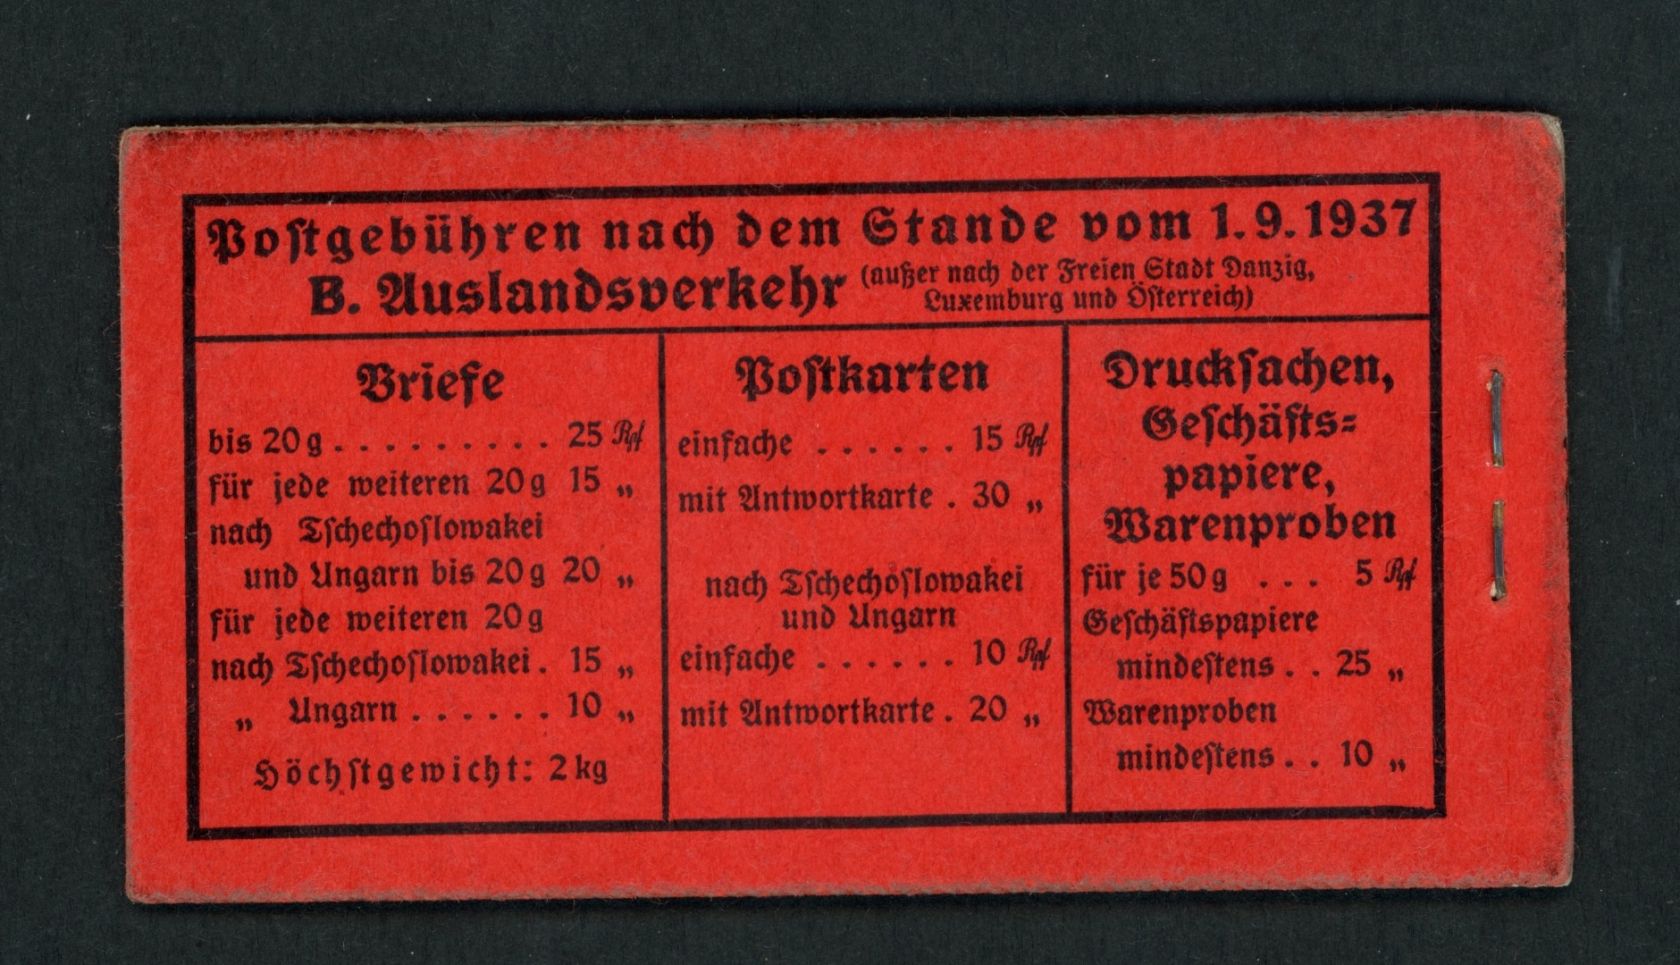 Postgebühren nach dem Stande vom 1.9.1937
B. Auslandsverkehr (außer nach der Freien Stadt Danzig,
Luxemburg und Österreich)
Briefe
bis 20 g . . . . . . . . . . 25 Rpf
für jede weiteren 20 g 15 „
nach Tschechoslowakei
und Ungarn bis 20 g 20 „
für jede weiteren 20 g
nach Tschechoslowakei . 15 „
„ Ungarn . . . . . . 10 „
Höchstgewicht: 2 kg
Postkarten
einfache . . . . . . 15 Rpf
mit Antwortkarte . 30 „
nach Tschechoslowakei
und Ungarn
einfache . . . . . . 10 Rpf
mit Antwortkarte . 20 „
Drucksachen,
Geschäfts-
papiere,
Warenproben
für je 50 g . . . 5 Rpf
Geschäftspapiere
mindestens . . 25 „
Warenproben
mindestens . . 10 „